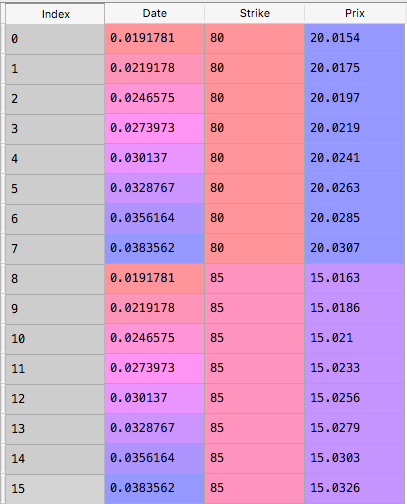 Index Date Strike Prix
0 0.0191781 80 20.0154
1 0.0219178 80 20.0175
2 0.0246575 80 20.0197
3 0.0273973 80 20.0219
4 0.030137 80 20.0241
5 0.0328767 80 20.0263
6 0.0356164 80 20.0285
7 0.0383562 80 20.0307
8 0.0191781 85 15.0163
9 0.0219178 85 15.0186
10 0.0246575 85 15.021
11 0.0273973 85 15.0233
12 0.030137 85 15.0256
13 0.0328767 85 15.0279
14 0.0356164 85 15.0303
15 0.0383562 85 15.0326